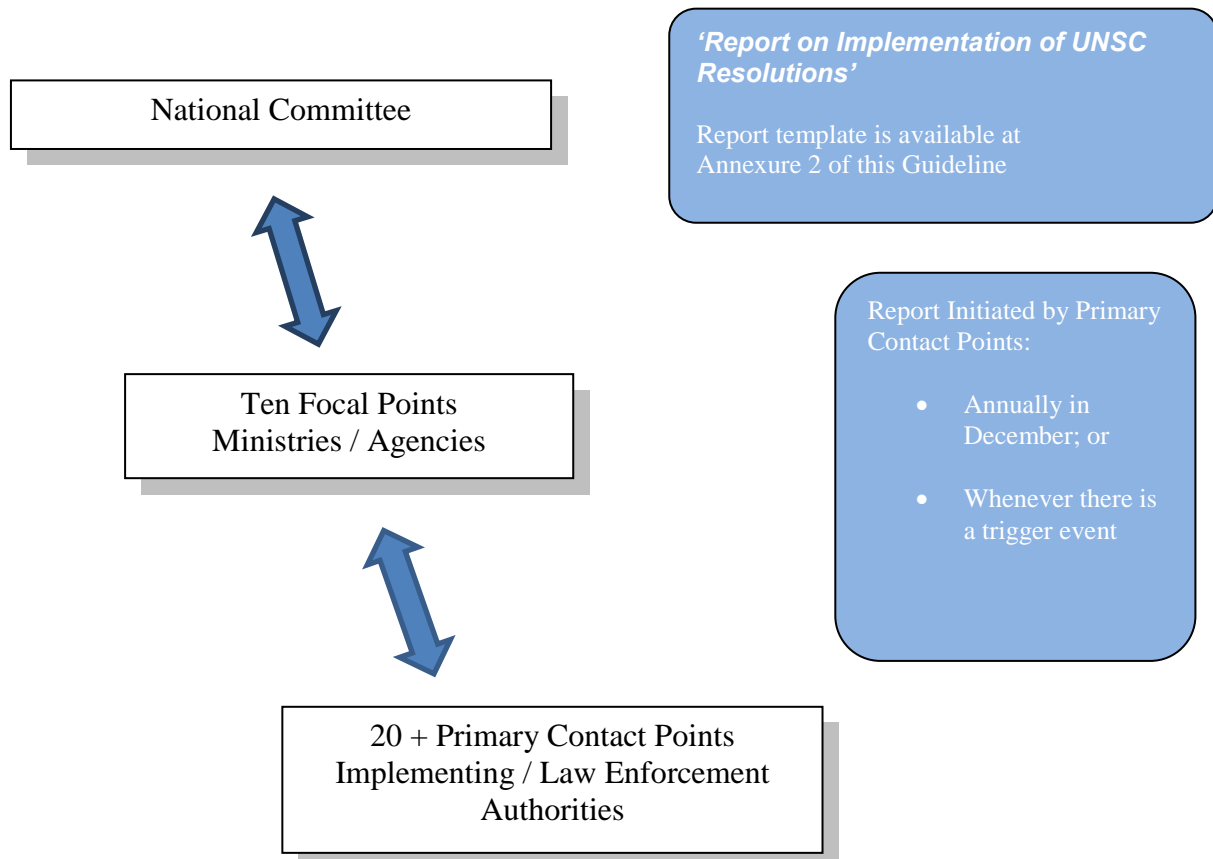 National Committee
‘Report on Implementation of UNSC
Resolutions’
Report template is available at
Annexure 2 of this Guideline
Ten Focal Points
Ministries / Agencies
Report Initiated by Primary
Contact Points:
• Annually in
December; or
• Whenever there is
a trigger event
20 + Primary Contact Points
Implementing / Law Enforcement
Authorities